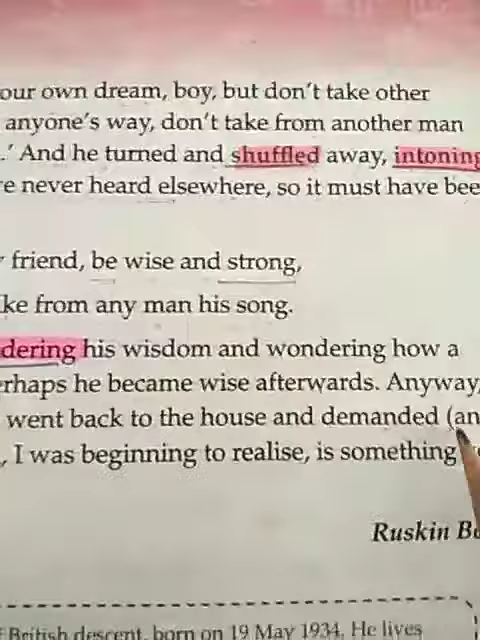 our own dream, boy, but don't take other
anyone's way, don't take from another man
.' And he turned and shuffled away, intoning
re never heard elsewhere, so it must have bee
friend, be wise and strong,
ke from any man his song.
dering his wisdom and wondering how a
rhaps he became wise afterwards. Anyway,
went back to the house and demanded (an
, I was beginning to realise, is something
Ruskin Bo
British descent, born on 19 May 1934. He lives